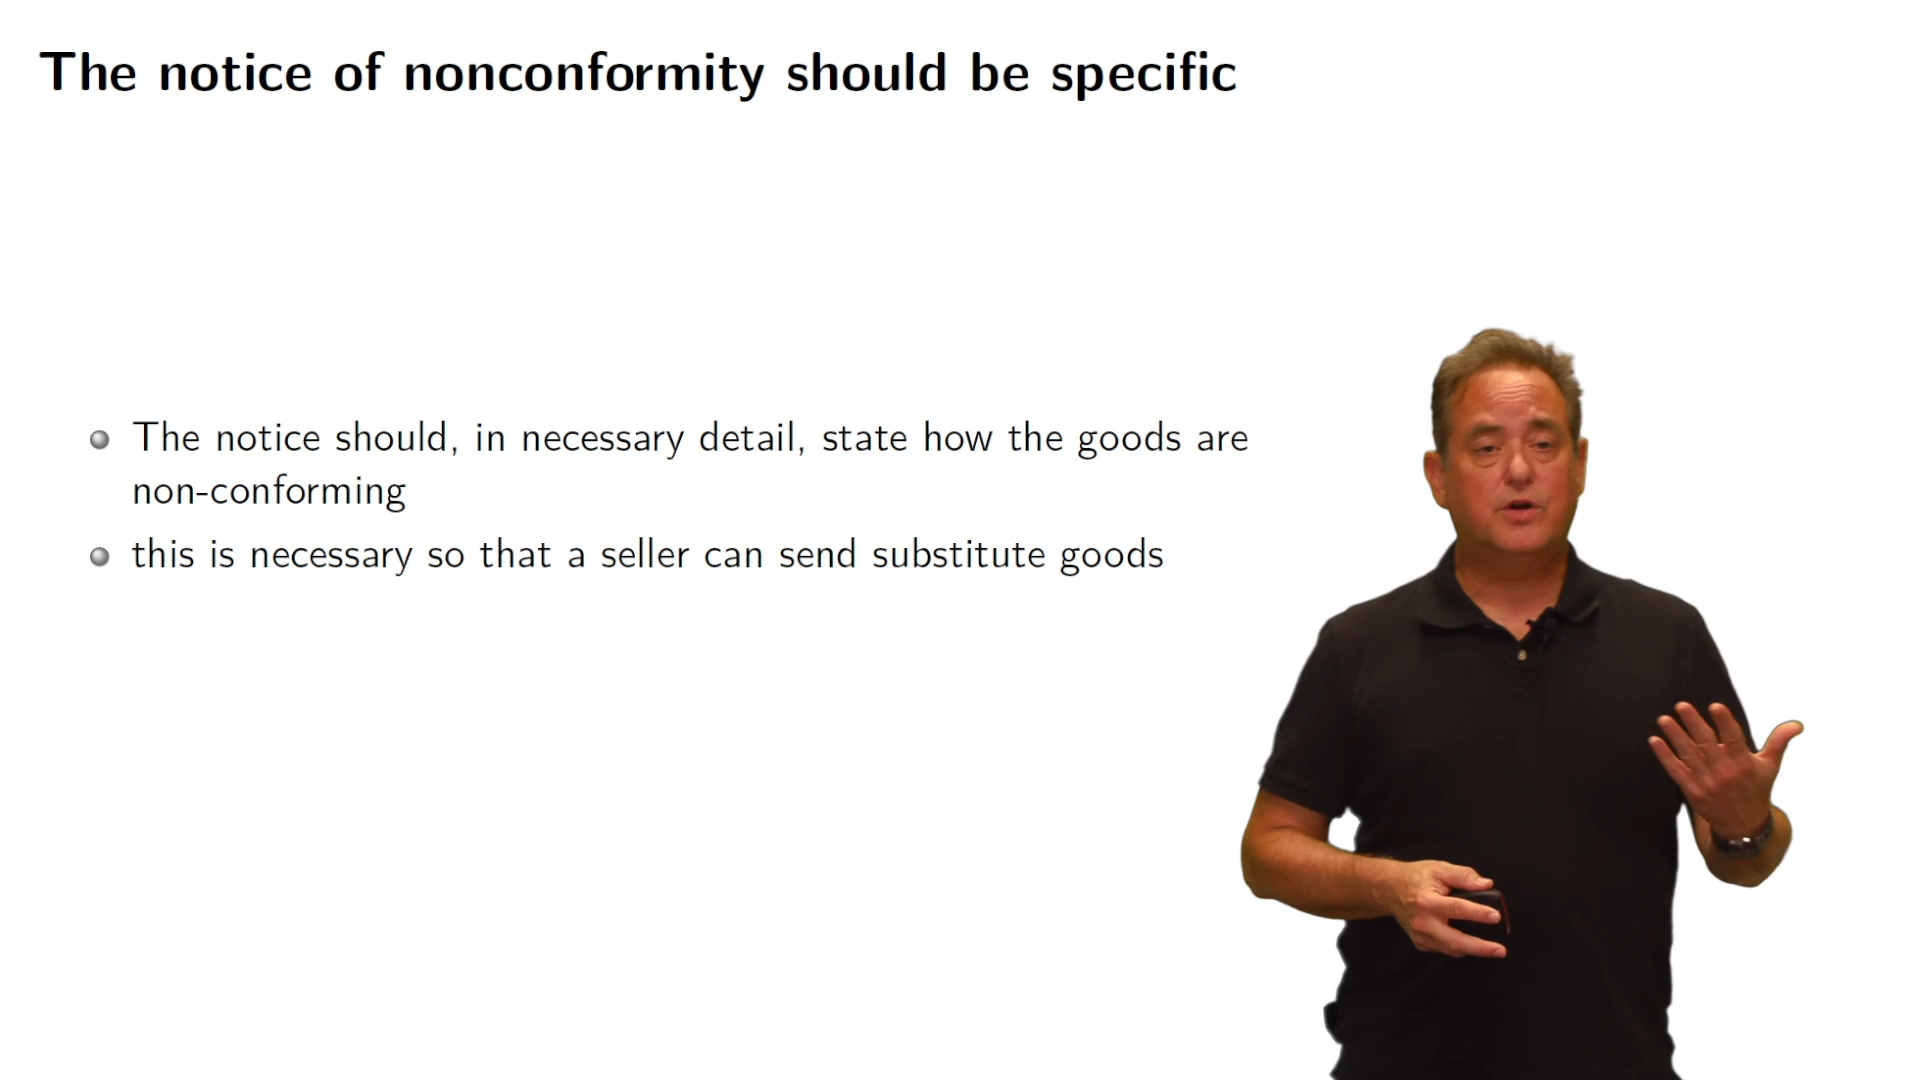 The notice of nonconformity should be specific
The notice should, in necessary detail, state how the goods are
non-conforming
this is necessary so that a seller can send substitute goods